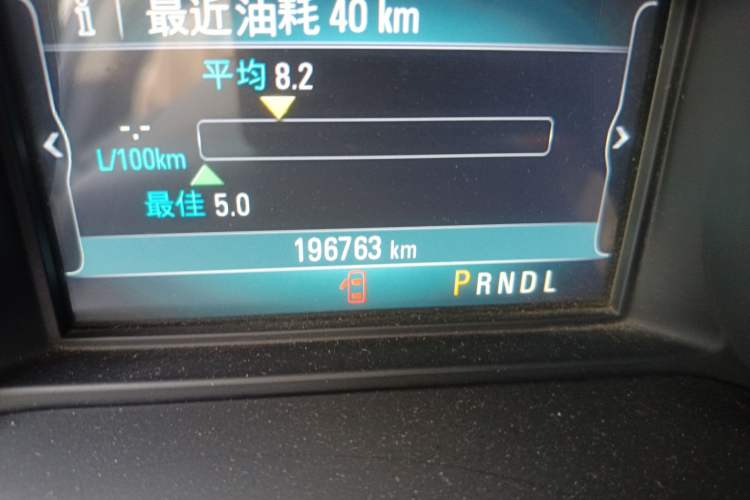 i 最近油耗 40 km
平均 8.2
-.-
L/100km
最佳 5.0
196763 km
PRNDL